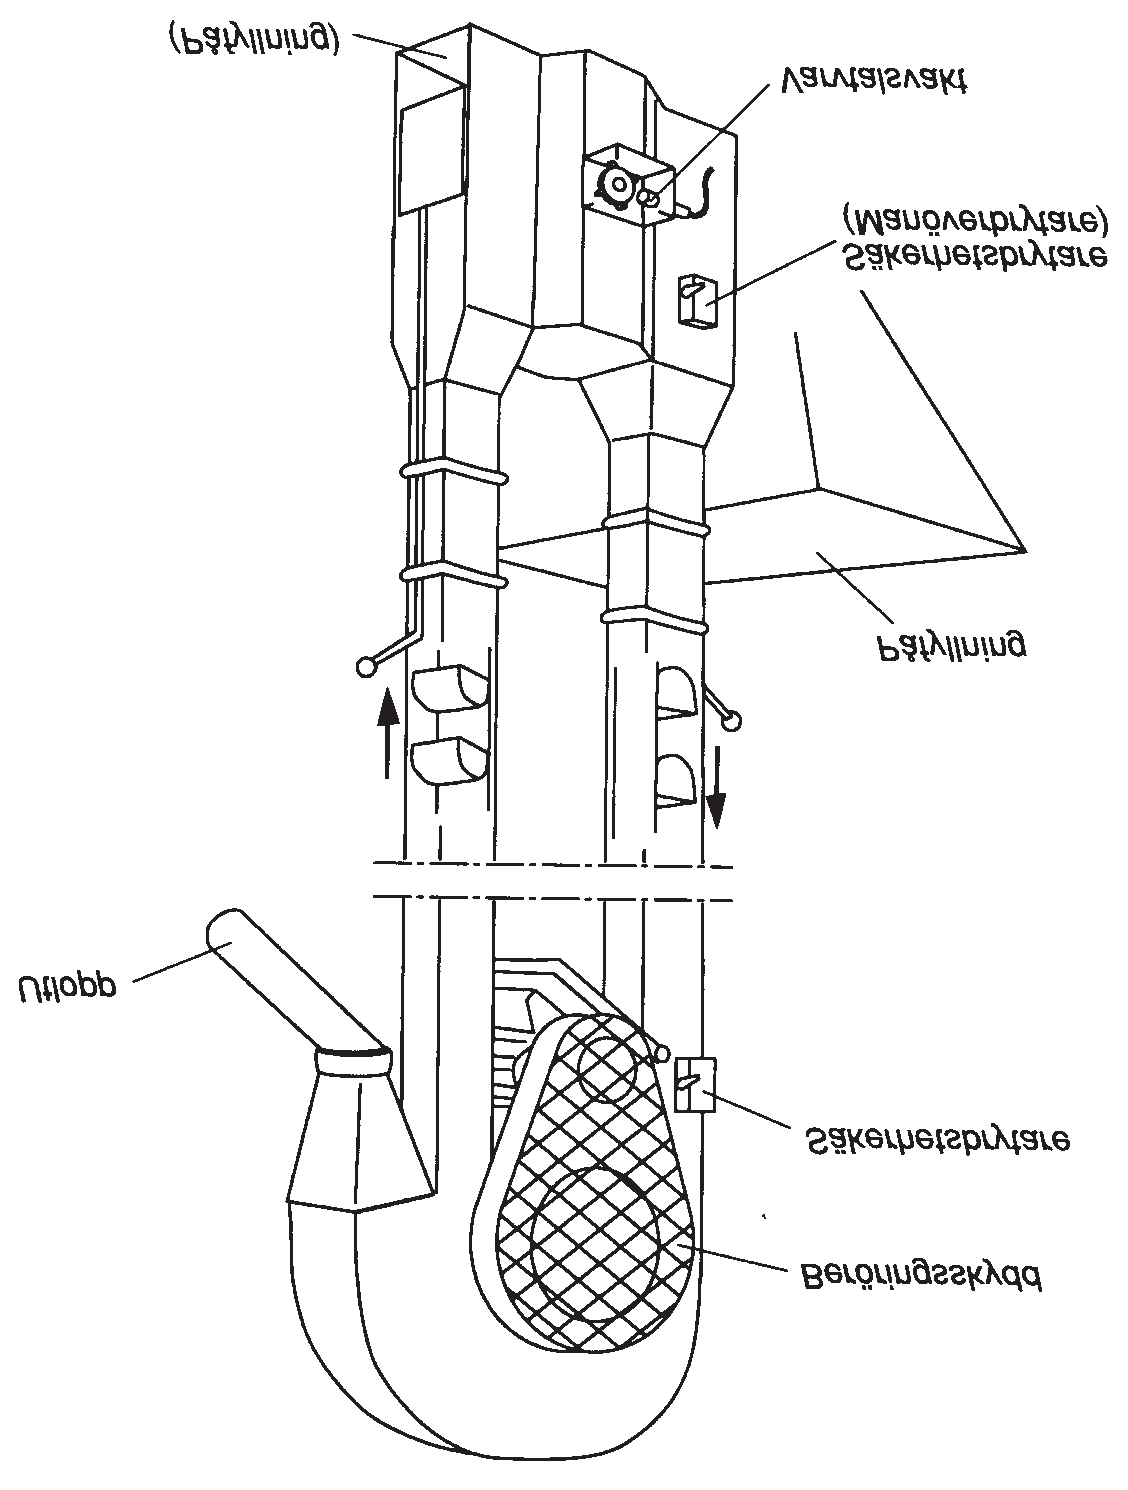 Beröringsskydd
Säkerhetsbrytare
Utlopp
Påfyllning
Säkerhetsbrytare
(Manöverbrytare)
Varvtalsvakt
(Påfyllning)